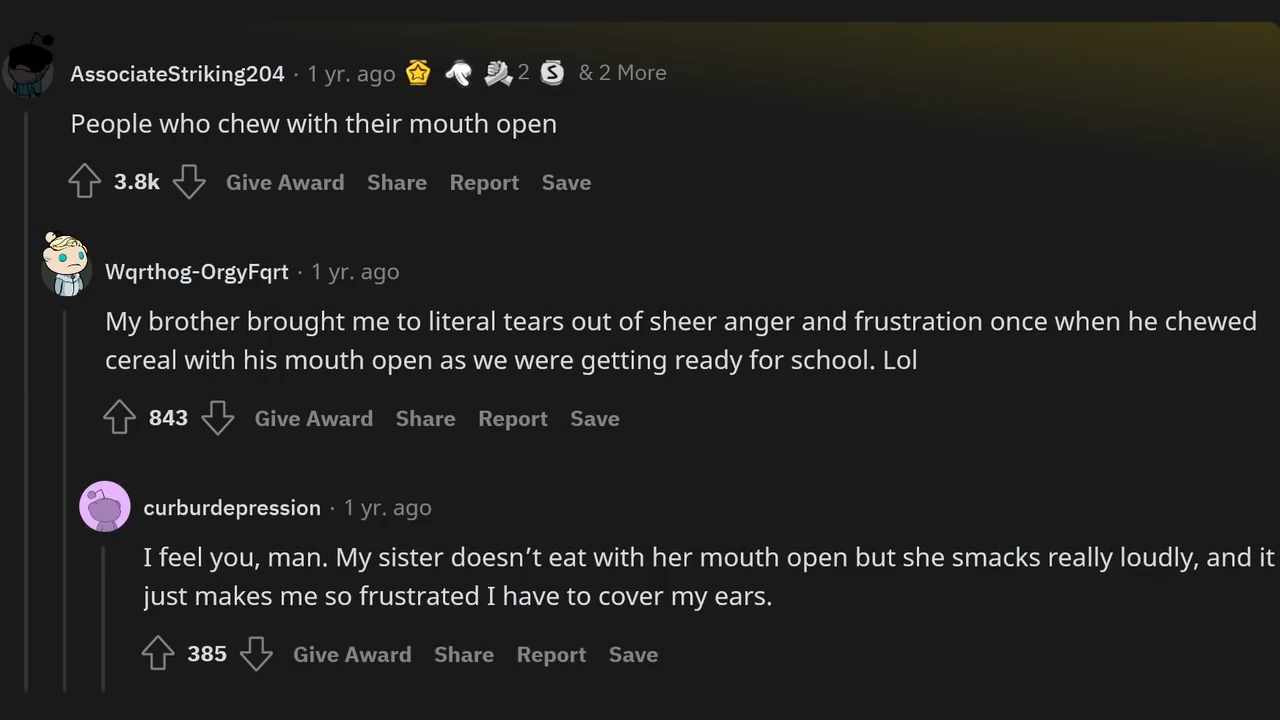 AssociateStriking204 · 1 yr. ago 2 S & 2 More
People who chew with their mouth open
3.8k Give Award Share Report Save
Wqrthog-OrgyFqrt · 1 yr. ago
My brother brought me to literal tears out of sheer anger and frustration once when he chewed
cereal with his mouth open as we were getting ready for school. Lol
843 Give Award Share Report Save
curburdepression · 1 yr. ago
I feel you, man. My sister doesn’t eat with her mouth open but she smacks really loudly, and it
just makes me so frustrated I have to cover my ears.
385 Give Award Share Report Save